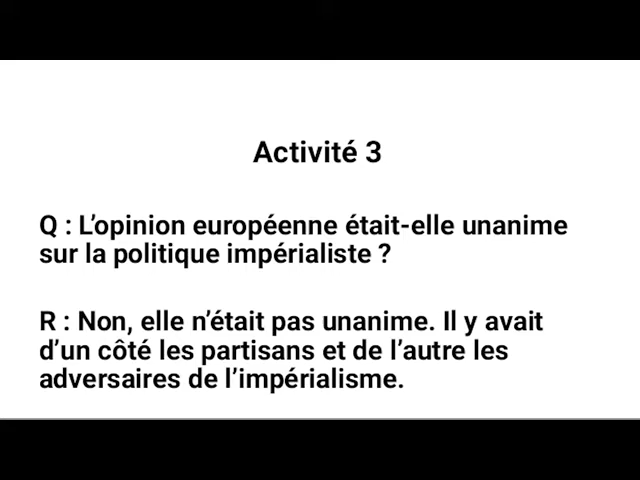 Activité 3
Q : L’opinion européenne était-elle unanime
sur la politique impérialiste ?
R : Non, elle n’était pas unanime. Il y avait
d’un côté les partisans et de l’autre les
adversaires de l’impérialisme.